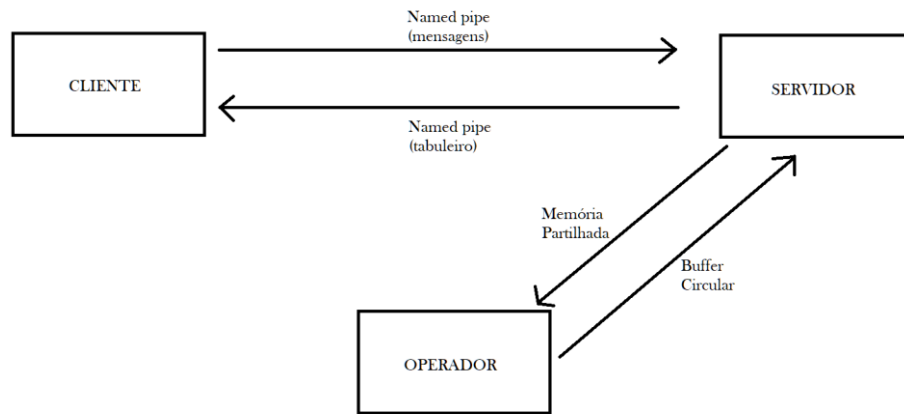 Named pipe
(mensagens)
CLIENTE
SERVIDOR
Named pipe
(tabuleiro)
Memória
Partilhada
Buffer
Circular
OPERADOR